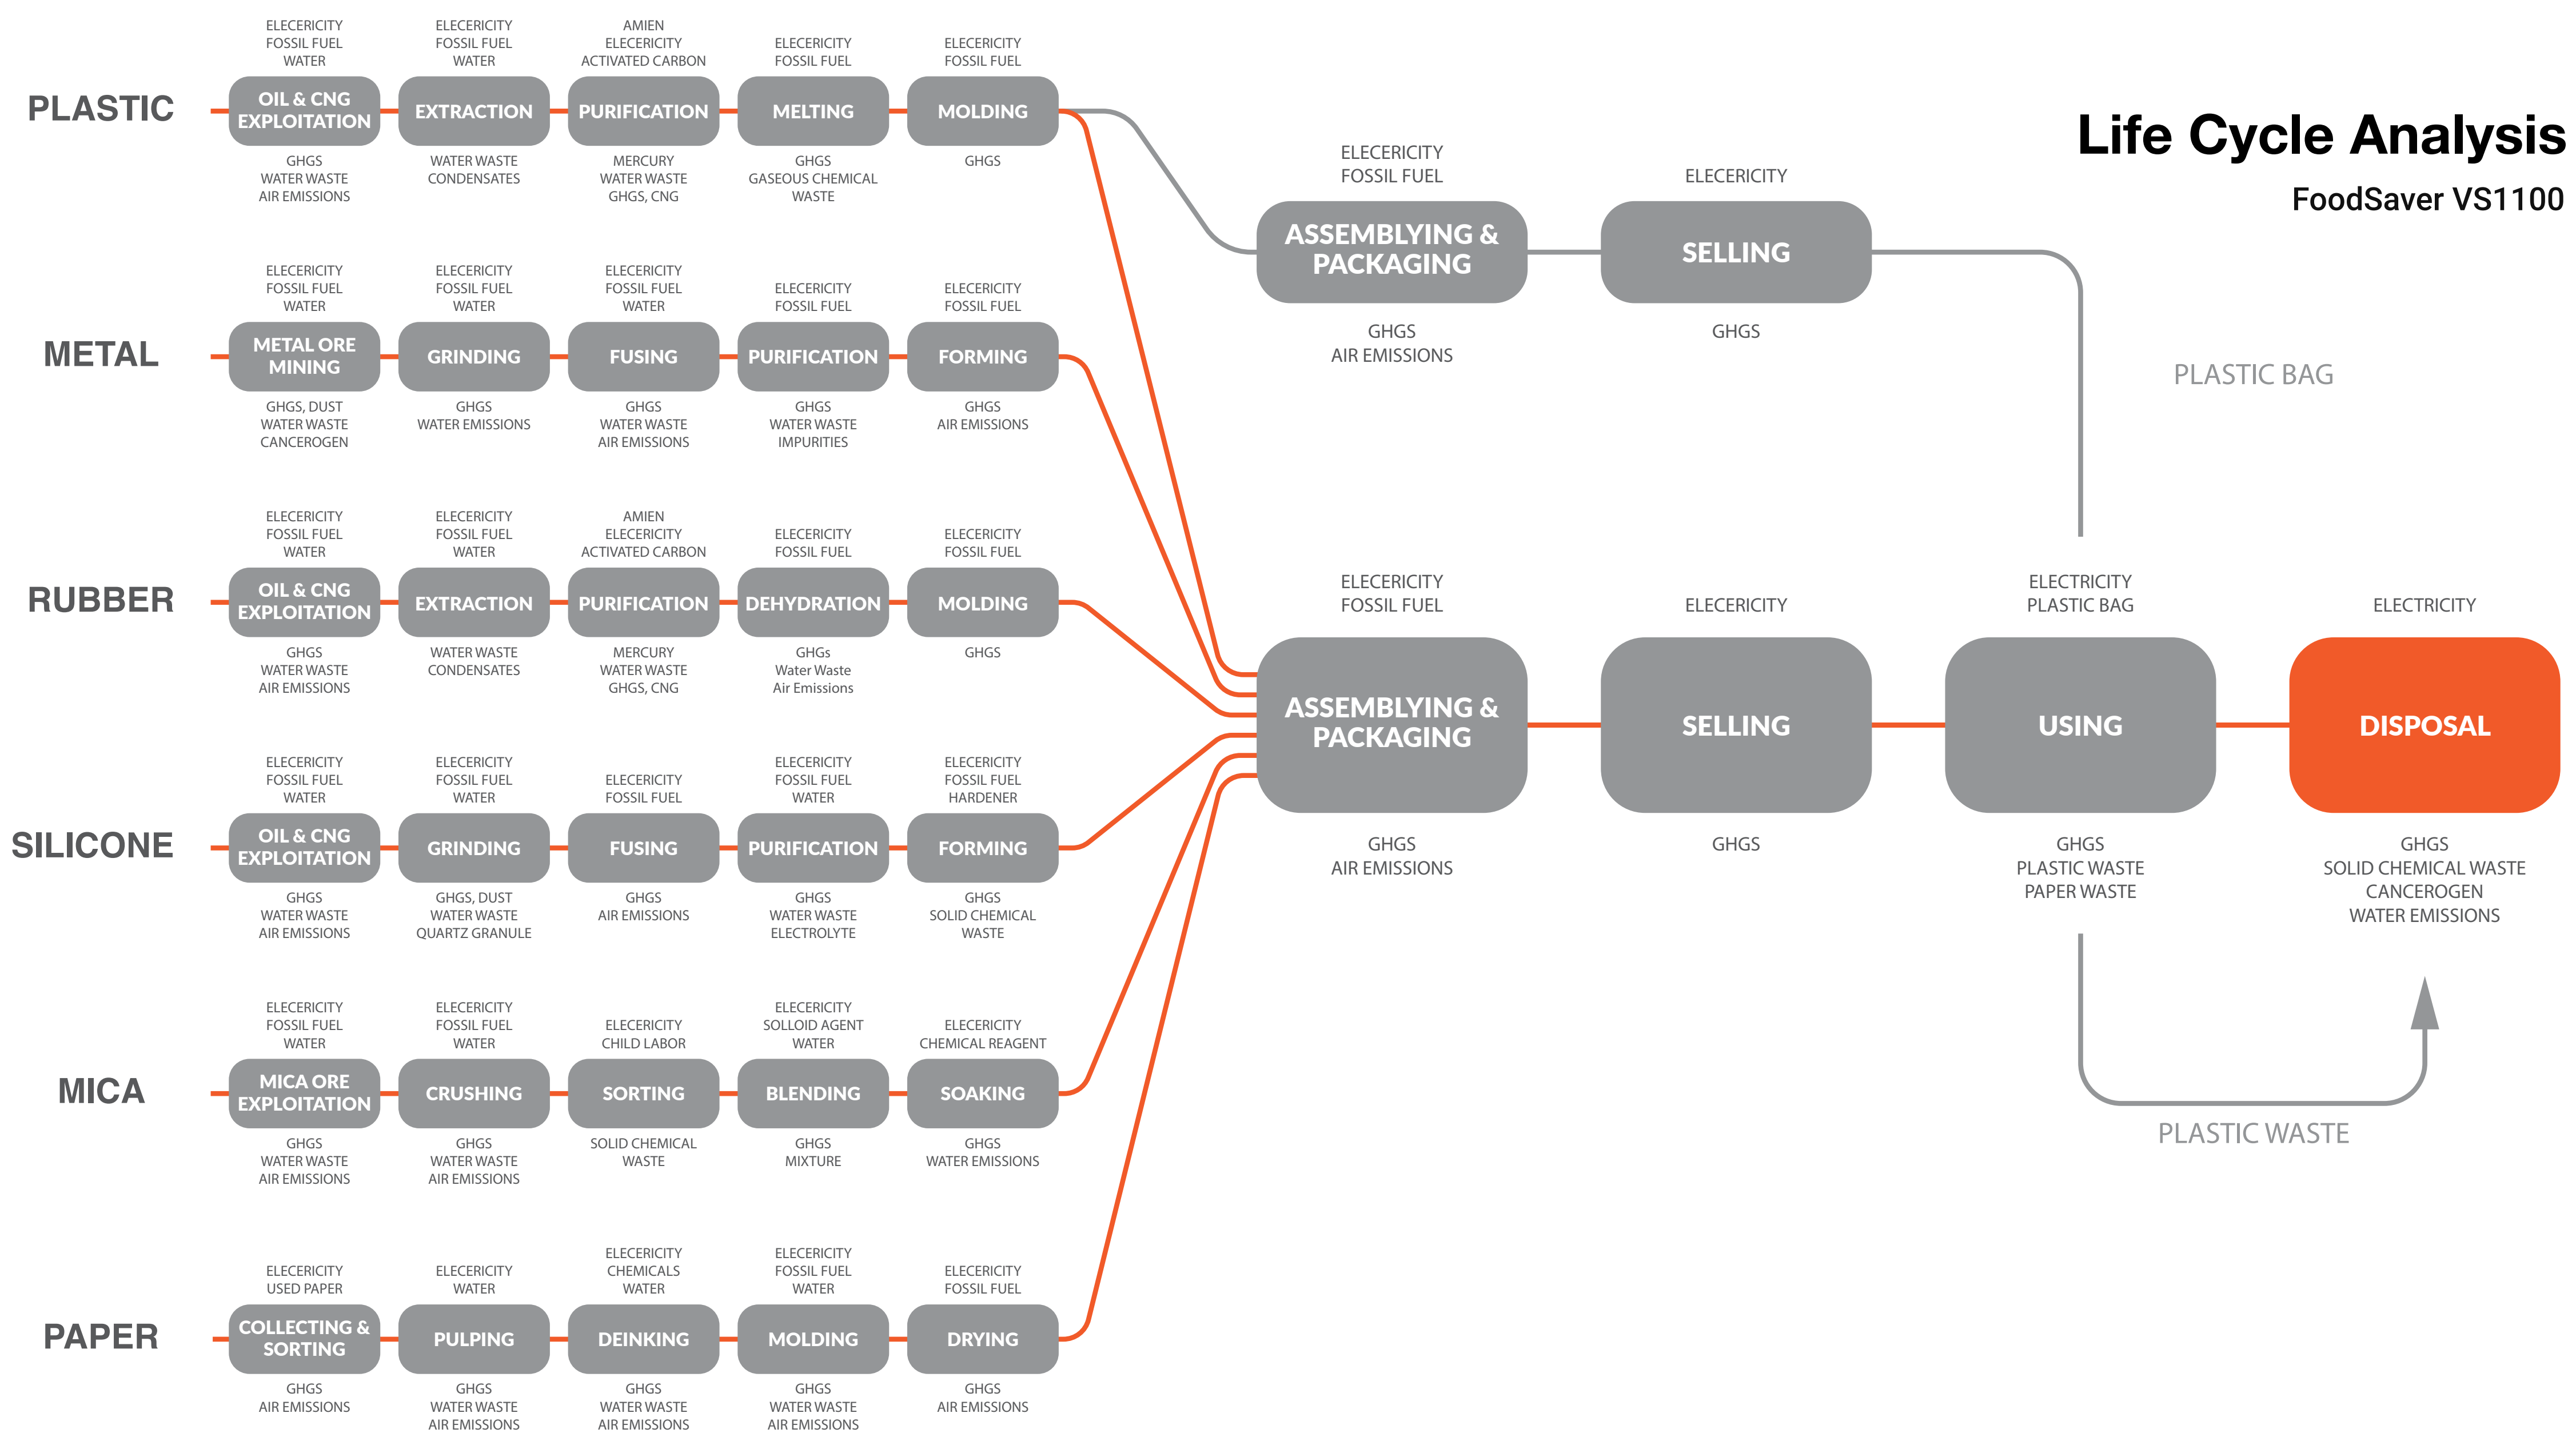 Life Cycle Analysis
FoodSaver VS1100
PLASTIC
ELECERICITY
FOSSIL FUEL
WATER
OIL & CNG
EXPLOITATION
GHGS
WATER WASTE
AIR EMISSIONS
ELECERICITY
FOSSIL FUEL
WATER
EXTRACTION
WATER WASTE
CONDENSATES
AMIEN
ELECERICITY
ACTIVATED CARBON
PURIFICATION
MERCURY
WATER WASTE
GHGS, CNG
ELECERICITY
FOSSIL FUEL
MELTING
GHGS
GASEOUS CHEMICAL
WASTE
ELECERICITY
FOSSIL FUEL
MOLDING
GHGS
METAL
ELECERICITY
FOSSIL FUEL
WATER
METAL ORE
MINING
GHGS, DUST
WATER WASTE
CANCEROGEN
ELECERICITY
FOSSIL FUEL
WATER
GRINDING
GHGS
WATER EMISSIONS
ELECERICITY
FOSSIL FUEL
WATER
FUSING
GHGS
WATER WASTE
AIR EMISSIONS
ELECERICITY
FOSSIL FUEL
PURIFICATION
GHGS
WATER WASTE
IMPURITIES
ELECERICITY
FOSSIL FUEL
FORMING
GHGS
AIR EMISSIONS
RUBBER
ELECERICITY
FOSSIL FUEL
WATER
OIL & CNG
EXPLOITATION
GHGS
WATER WASTE
AIR EMISSIONS
ELECERICITY
FOSSIL FUEL
WATER
EXTRACTION
WATER WASTE
CONDENSATES
AMIEN
ELECERICITY
ACTIVATED CARBON
PURIFICATION
MERCURY
WATER WASTE
GHGS, CNG
ELECERICITY
FOSSIL FUEL
DEHYDRATION
GHGs
Water Waste
Air Emissions
ELECERICITY
FOSSIL FUEL
MOLDING
GHGS
SILICONE
ELECERICITY
FOSSIL FUEL
WATER
OIL & CNG
EXPLOITATION
GHGS
WATER WASTE
AIR EMISSIONS
ELECERICITY
FOSSIL FUEL
WATER
GRINDING
GHGS, DUST
WATER WASTE
QUARTZ GRANULE
ELECERICITY
FOSSIL FUEL
FUSING
GHGS
AIR EMISSIONS
ELECERICITY
FOSSIL FUEL
WATER
PURIFICATION
GHGS
WATER WASTE
ELECTROLYTE
ELECERICITY
FOSSIL FUEL
HARDENER
FORMING
GHGS
SOLID CHEMICAL
WASTE
MICA
ELECERICITY
FOSSIL FUEL
WATER
MICA ORE
EXPLOITATION
GHGS
WATER WASTE
AIR EMISSIONS
ELECERICITY
FOSSIL FUEL
WATER
CRUSHING
GHGS
WATER WASTE
AIR EMISSIONS
ELECERICITY
CHILD LABOR
SORTING
SOLID CHEMICAL
WASTE
ELECERICITY
SOLLOID AGENT
WATER
BLENDING
GHGS
MIXTURE
ELECERICITY
CHEMICAL REAGENT
SOAKING
GHGS
WATER EMISSIONS
PAPER
ELECERICITY
USED PAPER
COLLECTING &
SORTING
GHGS
AIR EMISSIONS
ELECERICITY
WATER
PULPING
GHGS
WATER WASTE
AIR EMISSIONS
ELECERICITY
CHEMICALS
WATER
DEINKING
GHGS
WATER WASTE
AIR EMISSIONS
ELECERICITY
FOSSIL FUEL
WATER
MOLDING
GHGS
WATER WASTE
AIR EMISSIONS
ELECERICITY
FOSSIL FUEL
DRYING
GHGS
AIR EMISSIONS
ELECERICITY
FOSSIL FUEL
ASSEMBLYING &
PACKAGING
GHGS
AIR EMISSIONS
ELECERICITY
SELLING
GHGS
PLASTIC BAG
ELECERICITY
FOSSIL FUEL
ASSEMBLYING &
PACKAGING
GHGS
AIR EMISSIONS
ELECERICITY
SELLING
GHGS
ELECTRICITY
PLASTIC BAG
USING
GHGS
PLASTIC WASTE
PAPER WASTE
ELECTRICITY
DISPOSAL
GHGS
SOLID CHEMICAL WASTE
CANCEROGEN
WATER EMISSIONS
PLASTIC WASTE